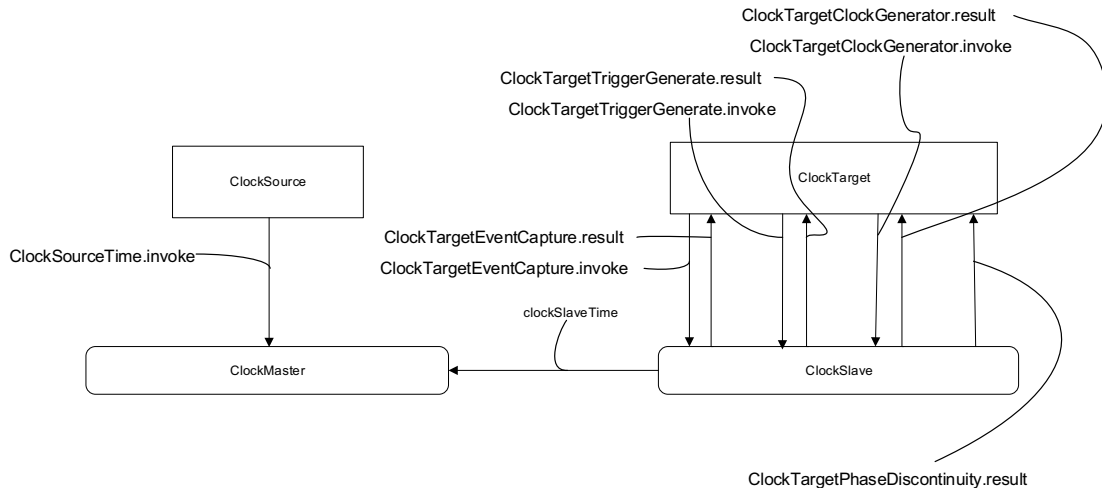 ClockTargetClockGenerator.result
ClockTargetClockGenerator.invoke
ClockTargetTriggerGenerate.result
ClockTargetTriggerGenerate.invoke
ClockSource
ClockTarget
ClockTargetEventCapture.result
ClockSourceTime.invoke
ClockTargetEventCapture.invoke
clockSlaveTime
ClockMaster
ClockSlave
ClockTargetPhaseDiscontinuity.result